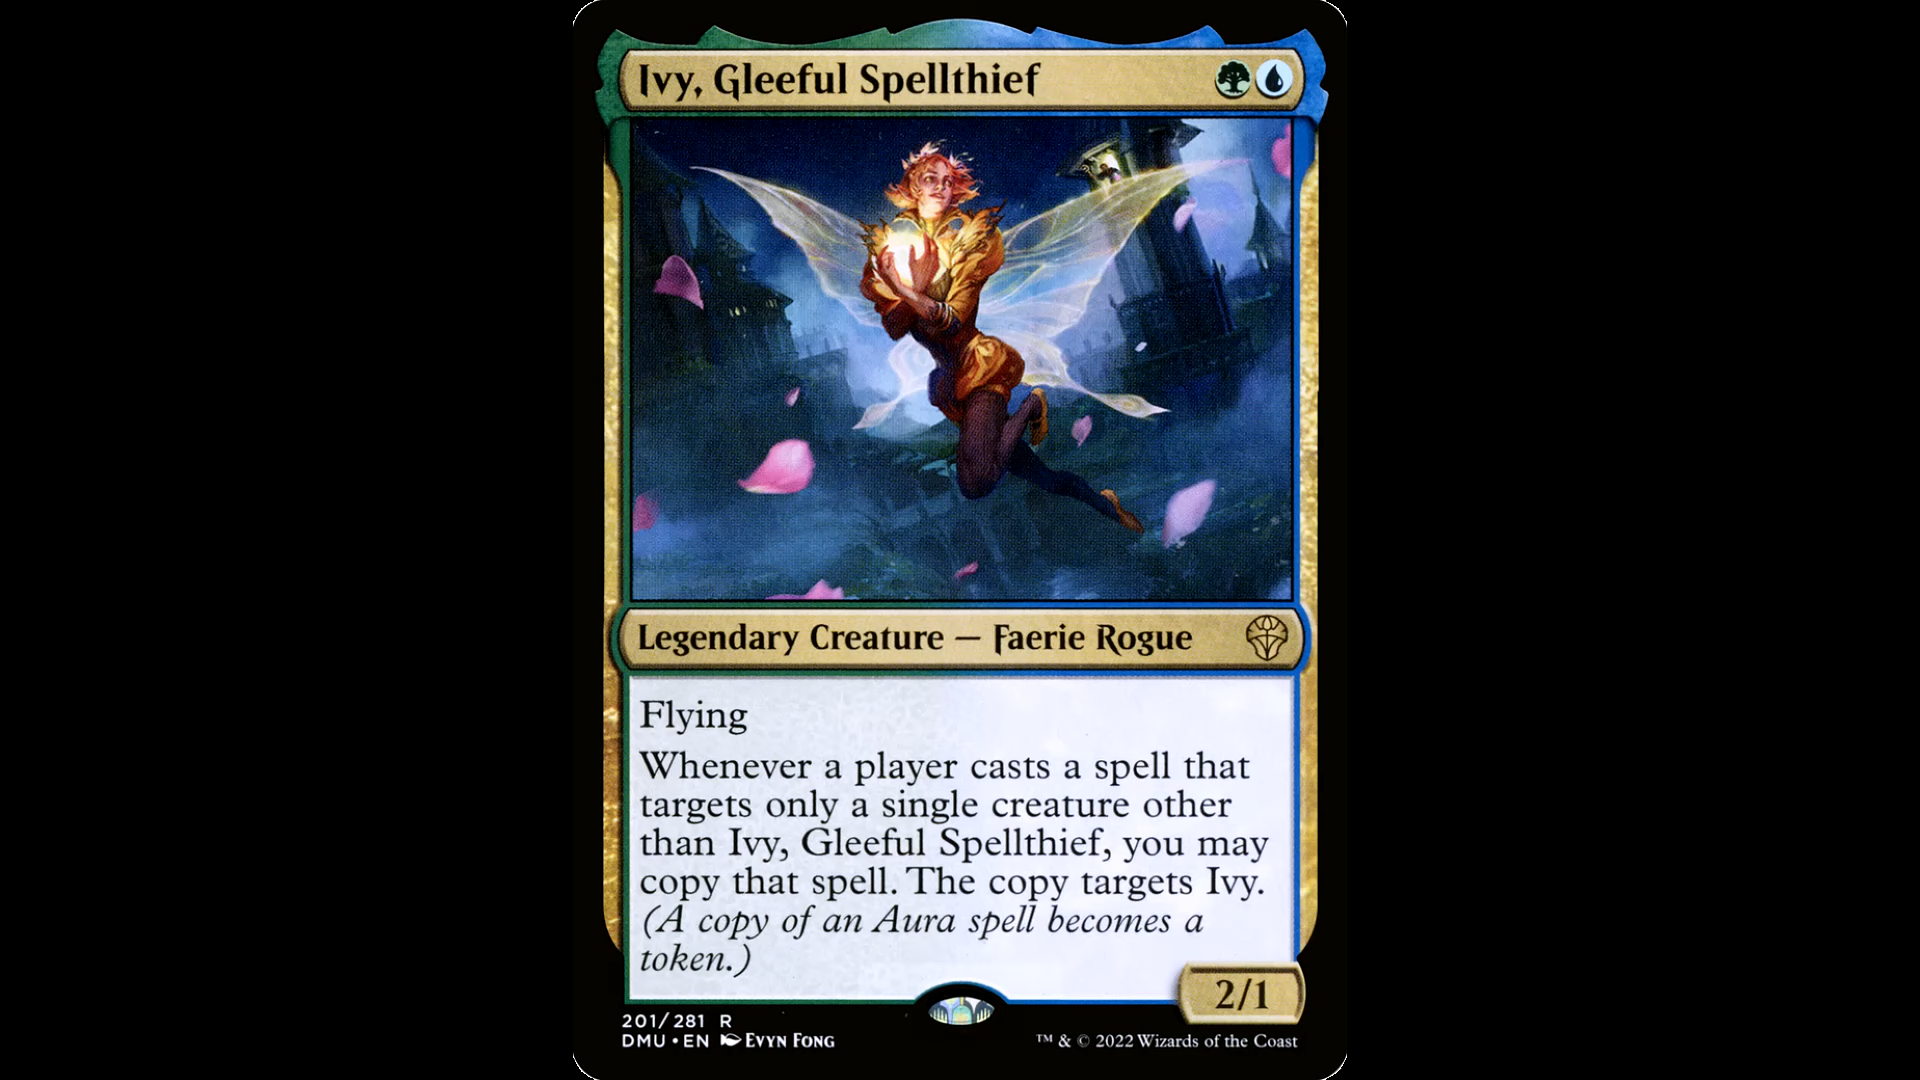 Ivy, Gleeful Spellthief
Legendary Creature — Faerie Rogue
Flying
Whenever a player casts a spell that
targets only a single creature other
than Ivy, Gleeful Spellthief, you may
copy that spell. The copy targets Ivy.
(A copy of an Aura spell becomes a
token.)
2/1
201/281 R
DMU • EN Evyn Fong
™ & © 2022 Wizards of the Coast